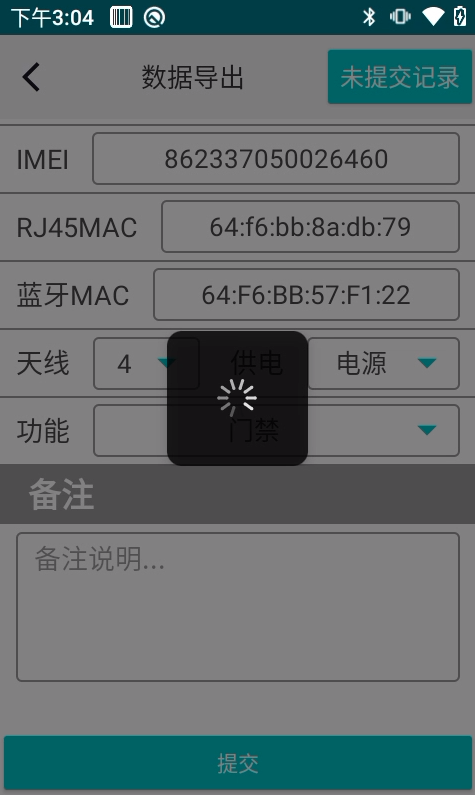 下午3:04
数据导出 未提交记录
IMEI 862337050026460
RJ45MAC 64:f6:bb:8a:db:79
蓝牙MAC 64:F6:BB:57:F1:22
天线 4 供电 电源
功能 门禁
备注
备注说明...
提交